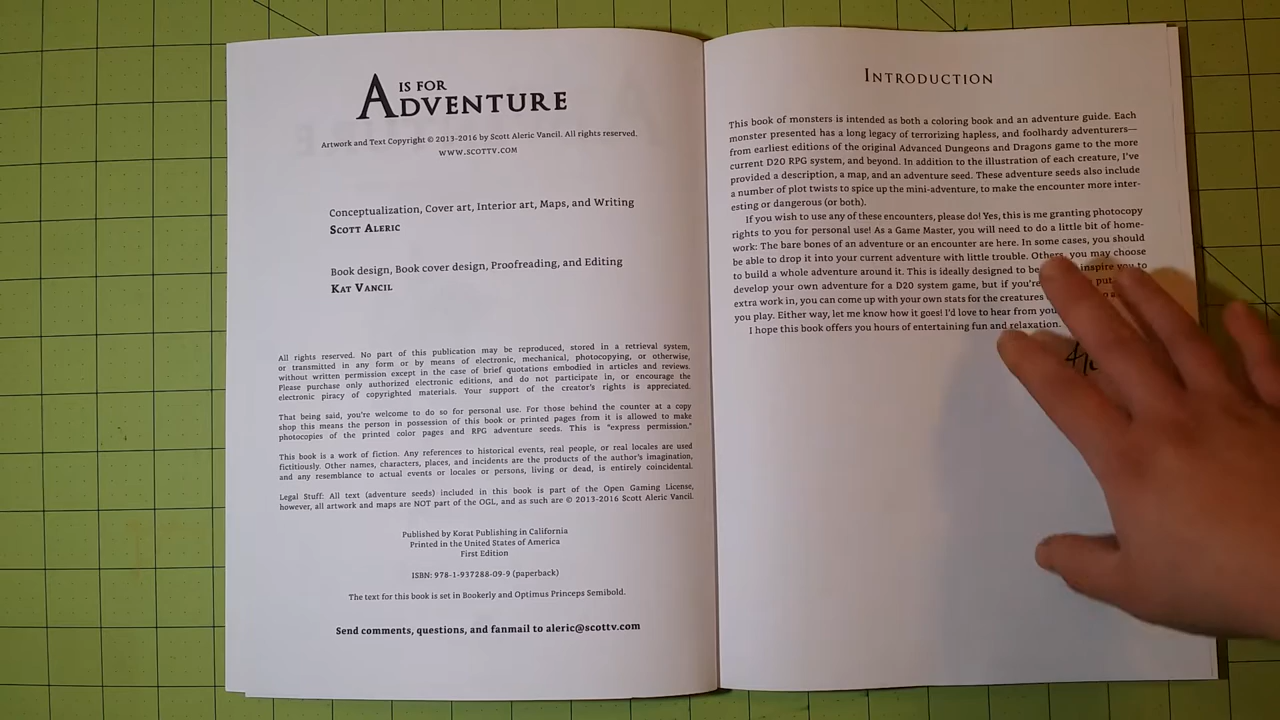 A IS FOR
ADVENTURE
Artwork and Text Copyright © 2013-2016 by Scott Aleric Vancil. All rights reserved.
WWW.SCOTTV.COM
Conceptualization, Cover art, Interior art, Maps, and Writing
SCOTT ALERIC
Book design, Book cover design, Proofreading, and Editing
KAT VANCIL
All rights reserved. No part of this publication may be reproduced, stored in a retrieval system,
or transmitted in any form or by means of electronic, mechanical, photocopying, or otherwise,
without written permission except in the case of brief quotations embodied in articles and reviews.
Please purchase only authorized electronic editions, and do not participate in, or encourage the
electronic piracy of copyrighted materials. Your support of the creator's rights is appreciated.
That being said, you're welcome to do so for personal use. For those behind the counter at a copy
shop this means the person in possession of this book or printed pages from it is allowed to make
photocopies of the printed color pages and RPG adventure seeds. This is "express permission."
This book is a work of fiction. Any references to historical events, real people, or real locales are used
fictitiously. Other names, characters, places, and incidents are the products of the author's imagination,
and any resemblance to actual events or locales or persons, living or dead, is entirely coincidental.
Legal Stuff: All text (adventure seeds) included in this book is part of the Open Gaming License,
however, all artwork and maps are NOT part of the OGL, and as such are © 2013-2016 Scott Aleric Vancil.
Published by Korat Publishing in California
Printed in the United States of America
First Edition
ISBN: 978-1-937288-09-9 (paperback)
The text for this book is set in Bookerly and Optimus Princeps Semibold.
Send comments, questions, and fanmail to aleric@scottv.com
INTRODUCTION
This book of monsters is intended as both a coloring book and an adventure guide. Each
monster presented has a long legacy of terrorizing hapless, and foolhardy adventurers—
from earliest editions of the original Advanced Dungeons and Dragons game to the more
current D20 RPG system, and beyond. In addition to the illustration of each creature, I've
provided a description, a map, and an adventure seed. These adventure seeds also include
a number of plot twists to spice up the mini-adventure, to make the encounter more inter-
esting or dangerous (or both).
If you wish to use any of these encounters, please do! Yes, this is me granting photocopy
rights to you for personal use! As a Game Master, you will need to do a little bit of home-
work: The bare bones of an adventure or an encounter are here. In some cases, you should
be able to drop it into your current adventure with little trouble. Others, you may choose
to build a whole adventure around it. This is ideally designed to be inspire you to
develop your own adventure for a D20 system game, but if you're put
extra work in, you can come up with your own stats for the creatures
you play. Either way, let me know how it goes! I'd love to hear from you
I hope this book offers you hours of entertaining fun and relaxation.